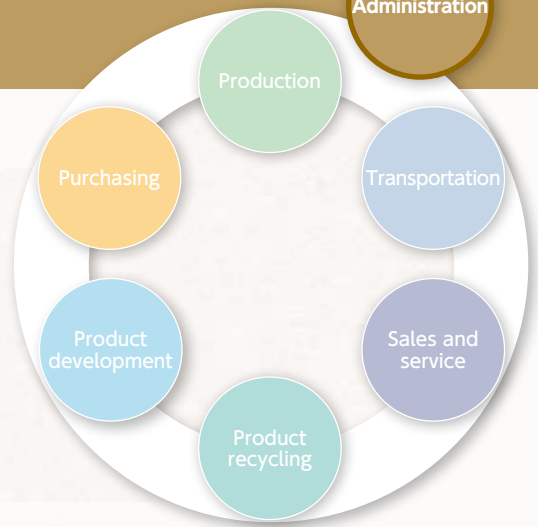 Administration
Production
Purchasing
Transportation
Product
development
Sales and
service
Product
recycling